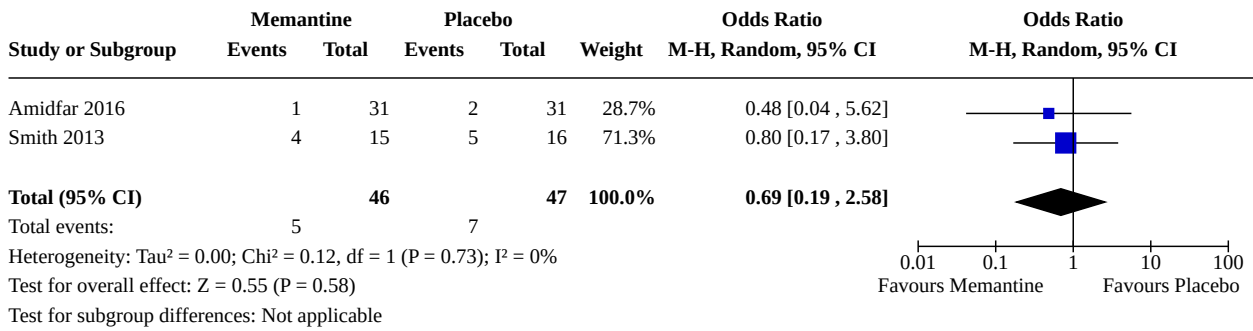 Memantine Placebo Odds Ratio Odds Ratio
Study or Subgroup Events Total Events Total Weight M-H, Random, 95% CI M-H, Random, 95% CI
Amidfar 2016 1 31 2 31 28.7% 0.48 [0.04 , 5.62]
Smith 2013 4 15 5 16 71.3% 0.80 [0.17 , 3.80]
Total (95% CI) 46 47 100.0% 0.69 [0.19 , 2.58]
Total events: 5 7
Heterogeneity: Tau² = 0.00; Chi² = 0.12, df = 1 (P = 0.73); I² = 0%
0.01 0.1 1 10 100
Test for overall effect: Z = 0.55 (P = 0.58)
Favours Memantine Favours Placebo
Test for subgroup differences: Not applicable